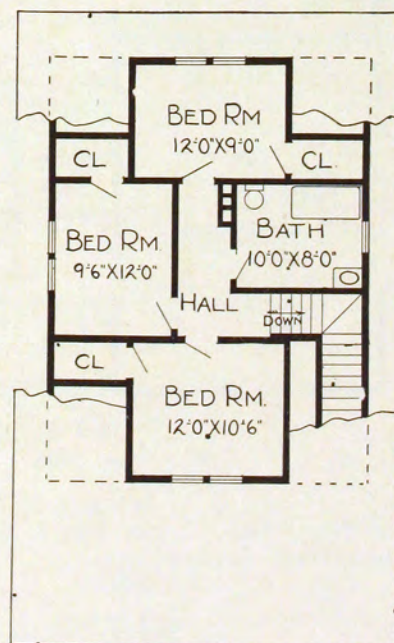 BED RM
12'-0"X9'-0"
CL
CL.
BED RM.
9'-6"X12'-0"
BATH
10'-0"X8'-0"
HALL
DOWN
CL
BED RM.
12'-0"X10'-6"